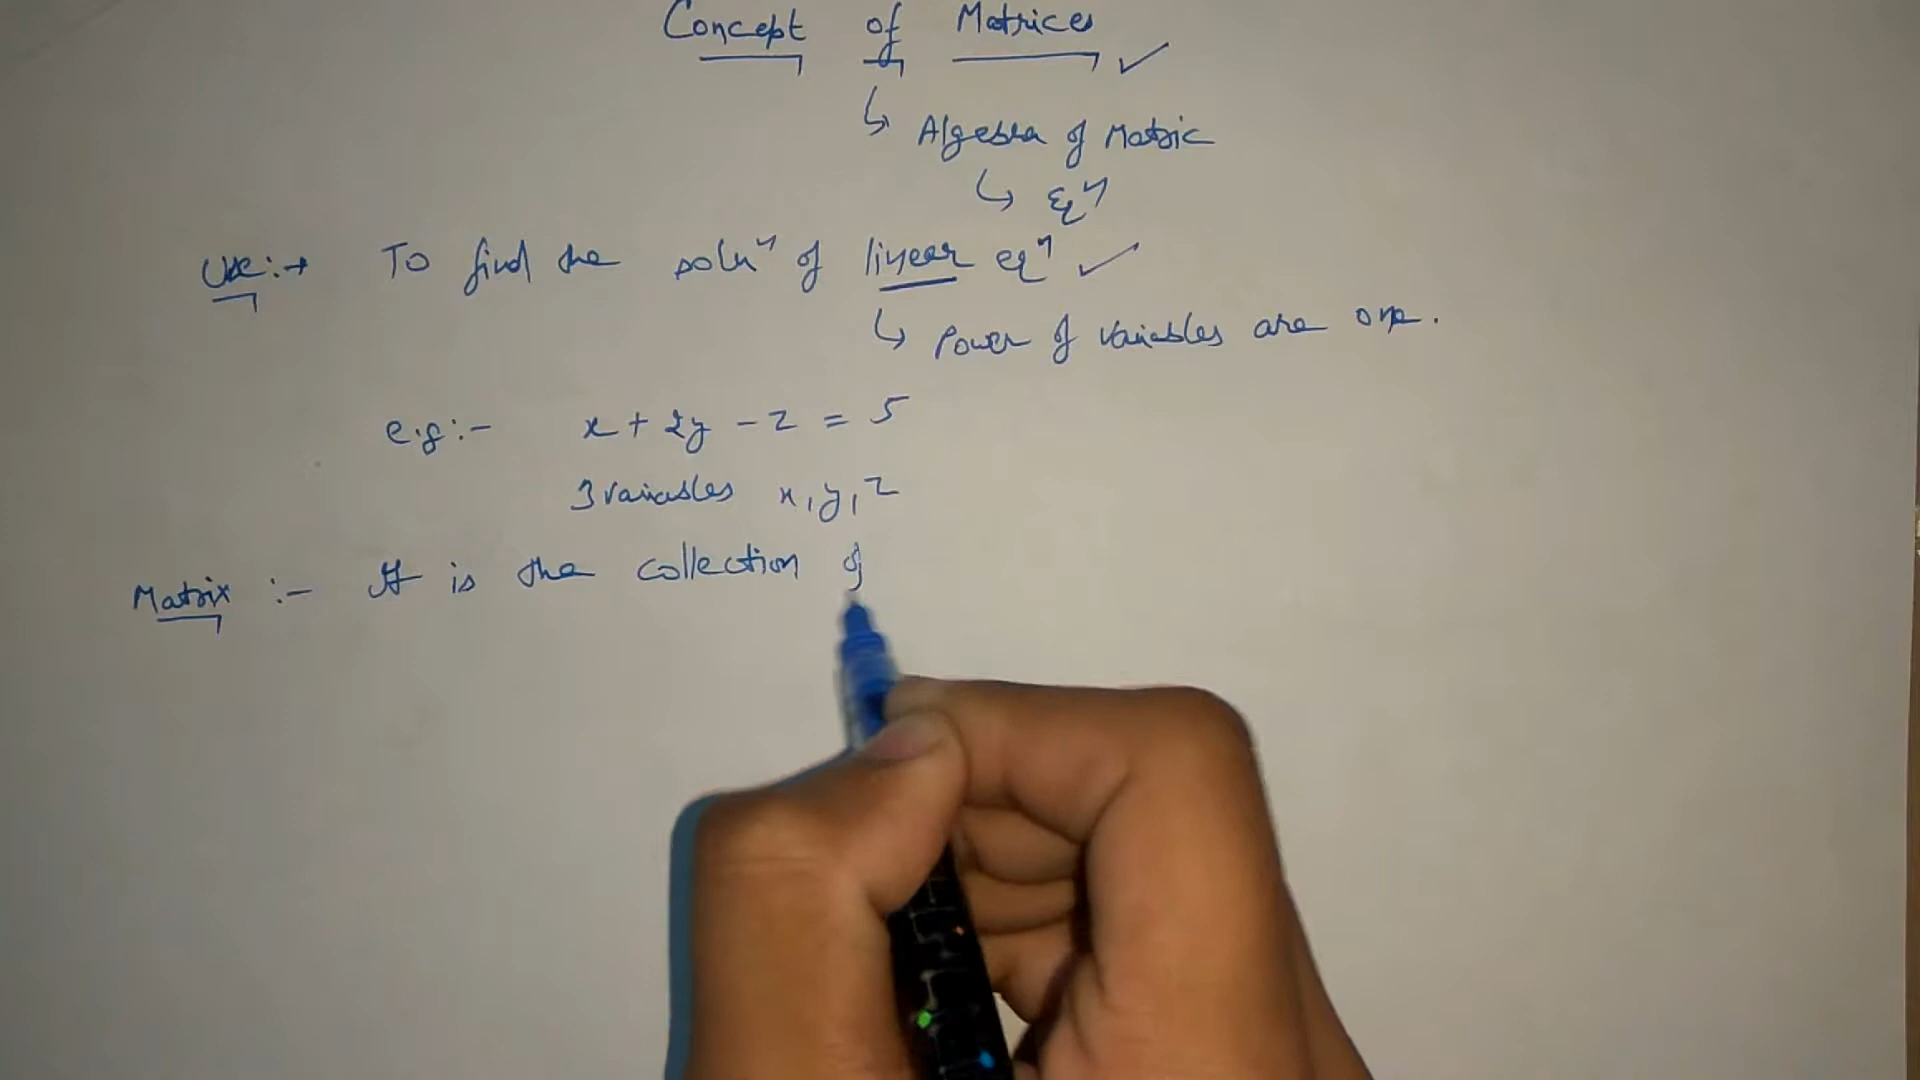 Concept of Matrices ✓
↳ Algebra of Matric
↳ Eqⁿ
Use:→ To find the soluⁿ of linear eqⁿ ✓
↳ Power of variables are one.
e.g:- x + 2y - z = 5
3 variables x, y, z
Matrix :- It is the collection of